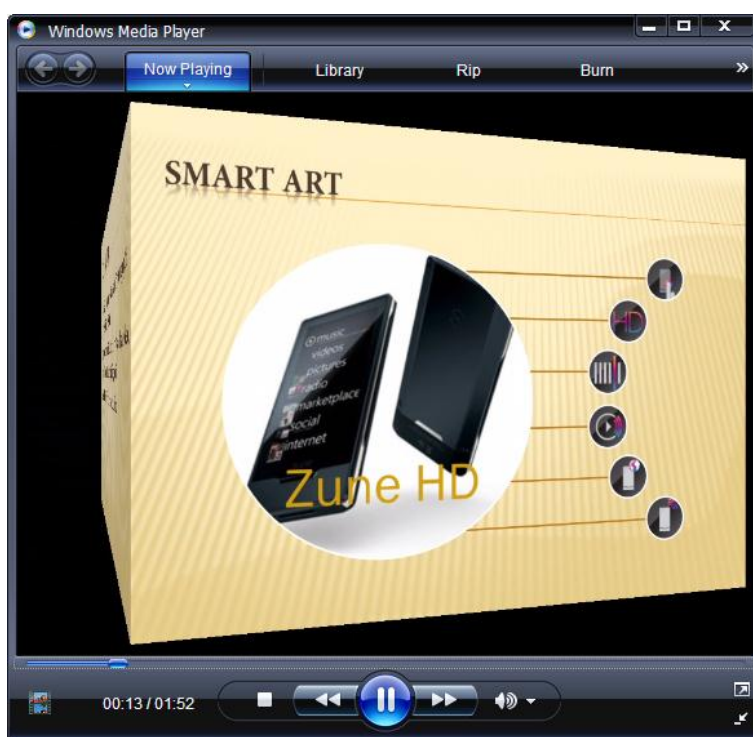 Windows Media Player
Now Playing Library Rip Burn »
SMART ART
music
videos
pictures
radio
marketplace
social
internet
Zune HD
HD
00:13 / 01:52